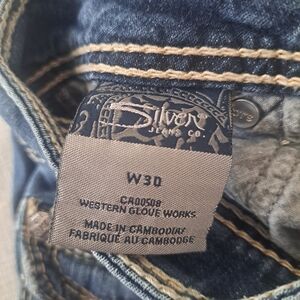 Silver
JEANS CO.
W30
CA00508
WESTERN GLOVE WORKS
MADE IN CAMBODIA/
FABRIQUÉ AU CAMBODGE